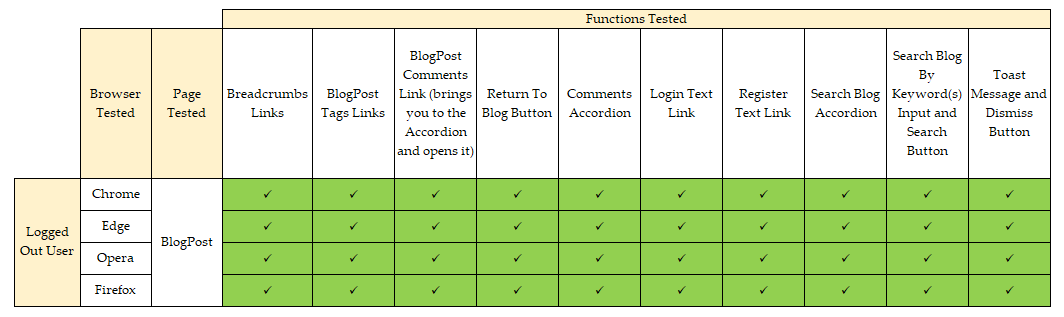 Functions Tested
Browser
Tested
Page
Tested
Breadcrumbs
Links
BlogPost
Tags Links
BlogPost
Comments
Link (brings
you to the
Accordion
and opens it)
Return To
Blog Button
Comments
Accordion
Login Text
Link
Register
Text Link
Search Blog
Accordion
Search Blog
By
Keyword(s)
Input and
Search
Button
Toast
Message and
Dismiss
Button
Logged
Out User
Chrome
BlogPost
✓ ✓ ✓ ✓ ✓ ✓ ✓ ✓ ✓ ✓
Edge
✓ ✓ ✓ ✓ ✓ ✓ ✓ ✓ ✓ ✓
Opera
✓ ✓ ✓ ✓ ✓ ✓ ✓ ✓ ✓ ✓
Firefox
✓ ✓ ✓ ✓ ✓ ✓ ✓ ✓ ✓ ✓